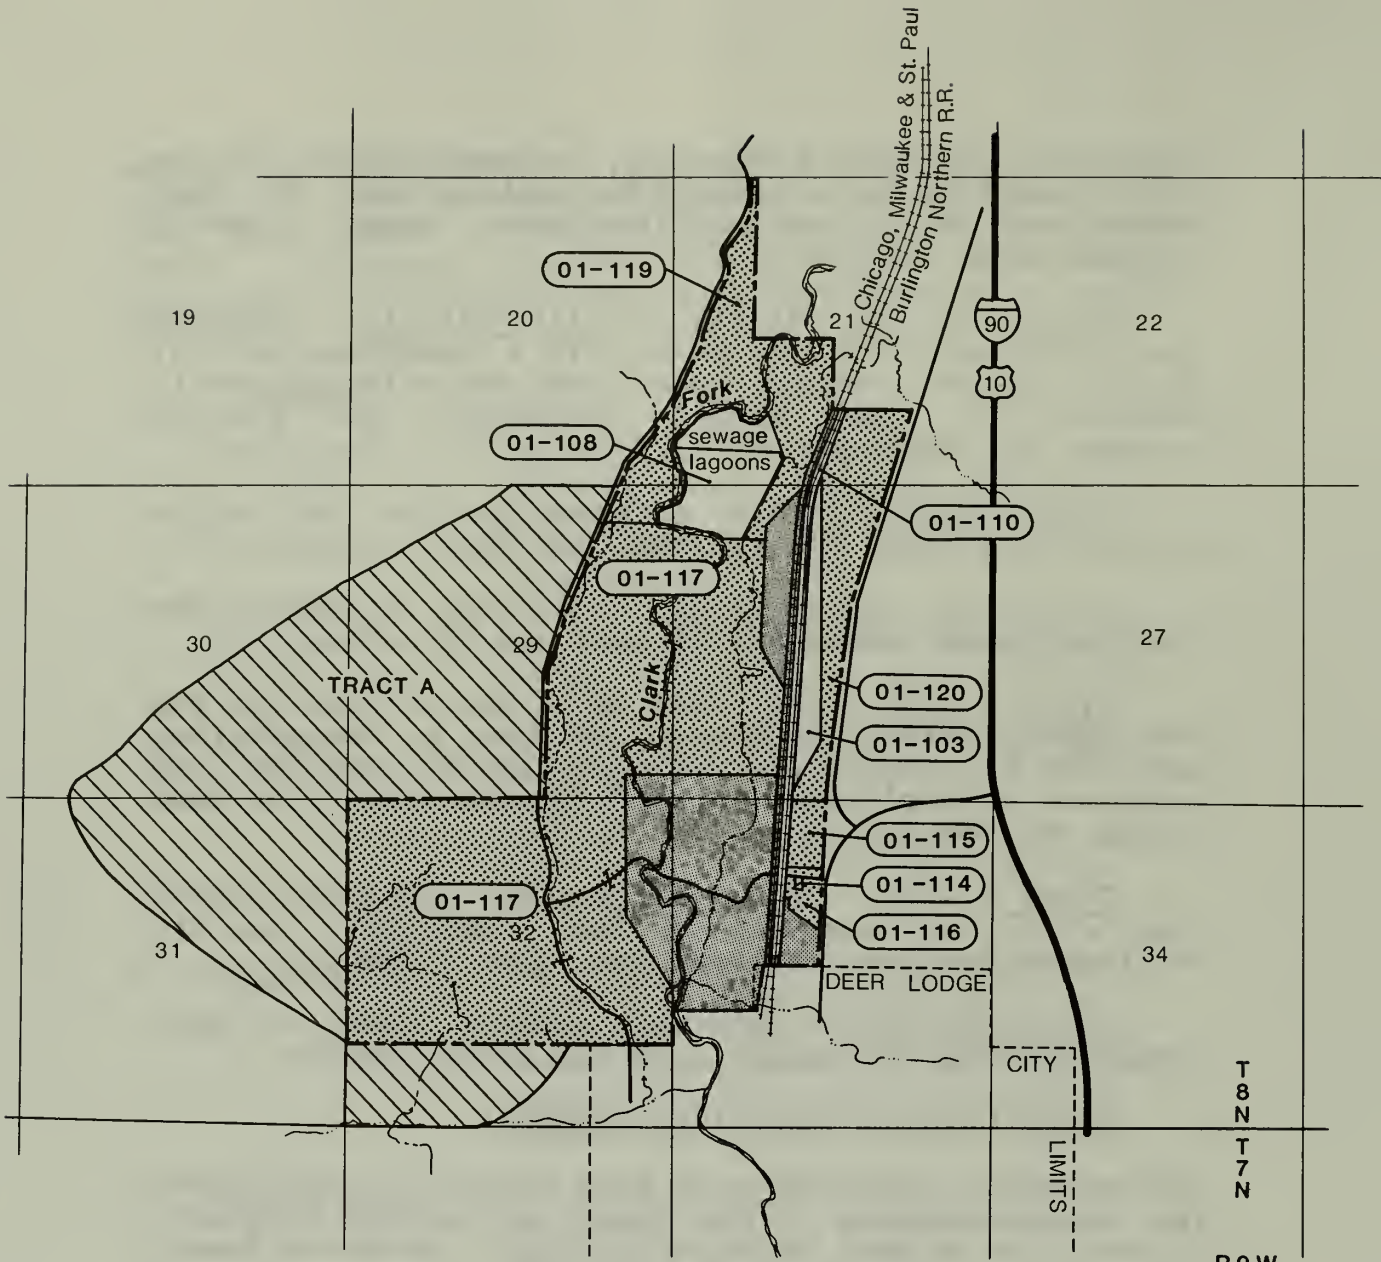 Chicago, Milwaukee & St. Paul
Burlington Northern R.R.
01-119
19
20
21
22
90
10
Fork
01-108
sewage
lagoons
01-110
01-117
30
29
27
TRACT A
Clark
01-120
01-103
01-115
01-114
01-117
32
01-116
31
34
DEER LODGE
CITY
LIMITS
T
8
N
T
7
N